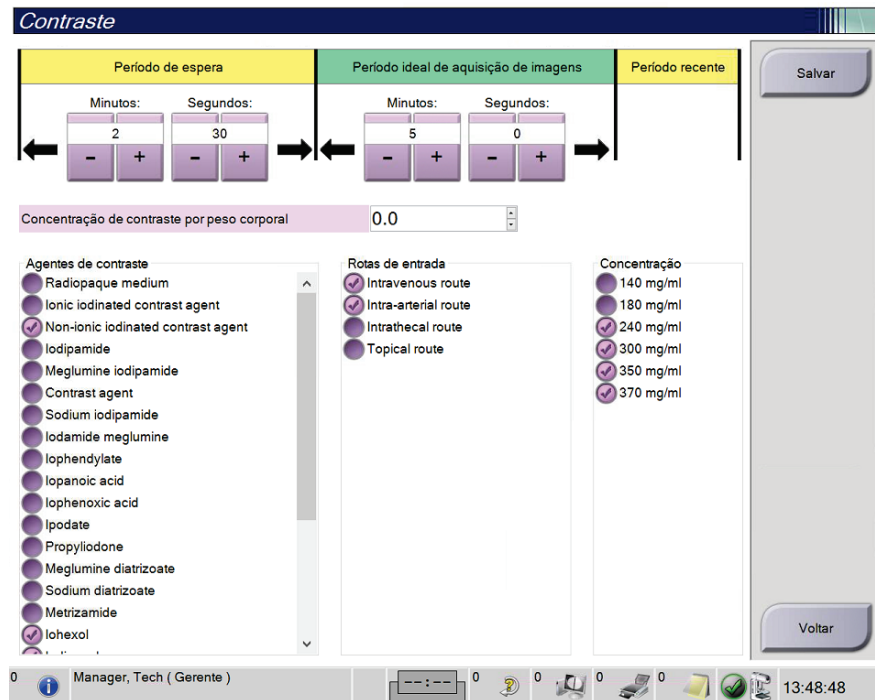 Contraste
Período de espera
Período ideal de aquisição de imagens
Período recente
Salvar
Minutos:
Segundos:
Minutos:
Segundos:
2
30
5
0
- + - + - + - +
Concentração de contraste por peso corporal
0.0
Agentes de contraste
Radiopaque medium
Ionic iodinated contrast agent
Non-ionic iodinated contrast agent
Iodipamide
Meglumine iodipamide
Contrast agent
Sodium iodipamide
Iodamide meglumine
Iophendylate
Iopanoic acid
Iophenoxic acid
Ipodate
Propyliodone
Meglumine diatrizoate
Sodium diatrizoate
Metrizamide
Iohexol
Rotas de entrada
Intravenous route
Intra-arterial route
Intrathecal route
Topical route
Concentração
140 mg/ml
180 mg/ml
240 mg/ml
300 mg/ml
350 mg/ml
370 mg/ml
Voltar
0
Manager, Tech ( Gerente )
--:--
0
0
0
0
13:48:48